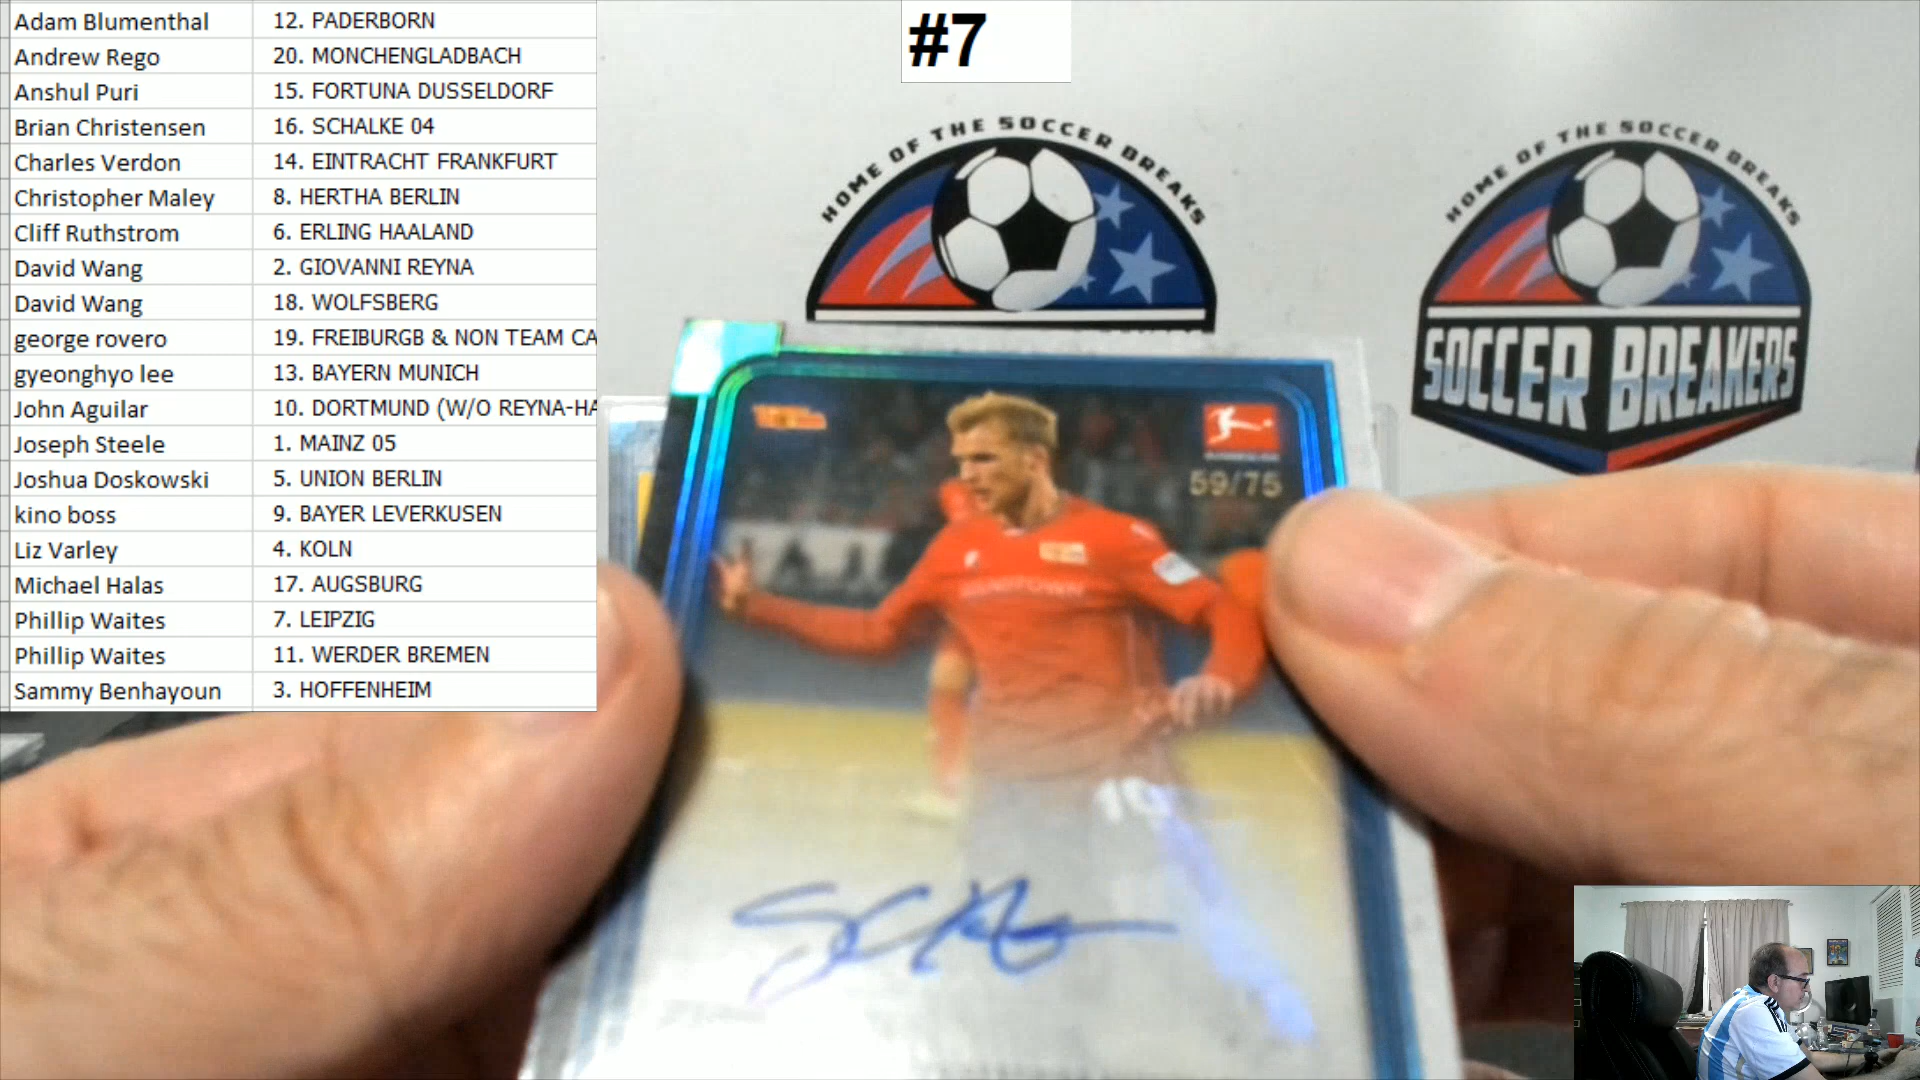 Adam Blumenthal 12. PADERBORN
Andrew Rego 20. MONCHENGLADBACH
Anshul Puri 15. FORTUNA DUSSELDORF
Brian Christensen 16. SCHALKE 04
Charles Verdon 14. EINTRACHT FRANKFURT
Christopher Maley 8. HERTHA BERLIN
Cliff Ruthstrom 6. ERLING HAALAND
David Wang 2. GIOVANNI REYNA
David Wang 18. WOLFSBERG
george rovero 19. FREIBURGB & NON TEAM CA
gyeonghyo lee 13. BAYERN MUNICH
John Aguilar 10. DORTMUND (W/O REYNA-HA
Joseph Steele 1. MAINZ 05
Joshua Doskowski 5. UNION BERLIN
kino boss 9. BAYER LEVERKUSEN
Liz Varley 4. KOLN
Michael Halas 17. AUGSBURG
Phillip Waites 7. LEIPZIG
Phillip Waites 11. WERDER BREMEN
Sammy Benhayoun 3. HOFFENHEIM
#7
HOME OF THE SOCCER BREAKS
HOME OF THE SOCCER BREAKS
SOCCER BREAKERS
59/75
10